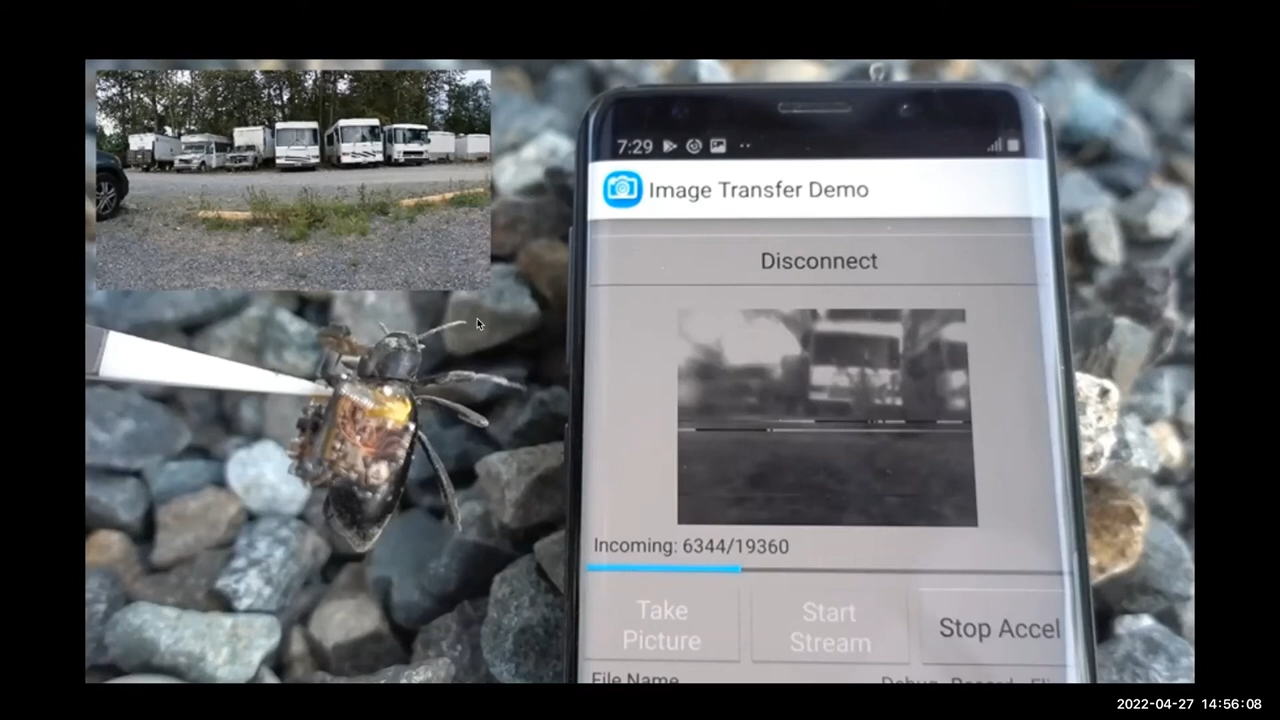 7:29
Image Transfer Demo
Disconnect
Incoming: 6344/19360
Take
Picture
Start
Stream
Stop Accel
File Name
2022-04-27 14:56:08